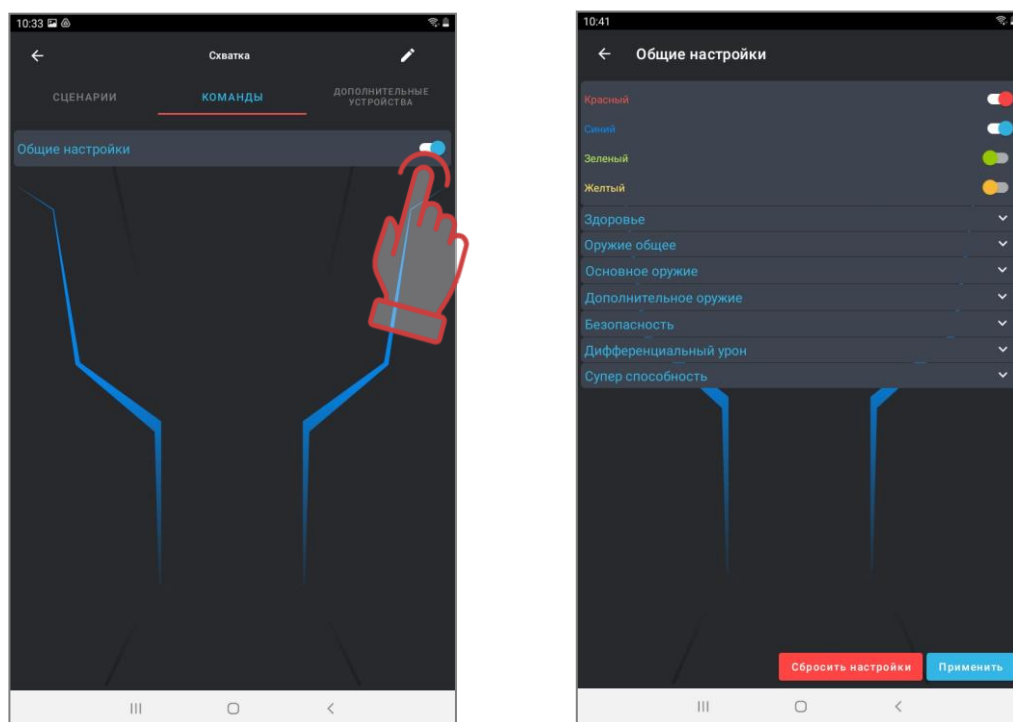 10:33
Схватка
СЦЕНАРИИ
КОМАНДЫ
ДОПОЛНИТЕЛЬНЫЕ
УСТРОЙСТВА
Общие настройки
10:41
Общие настройки
Красный
Синий
Зеленый
Желтый
Здоровье
Оружие общее
Основное оружие
Дополнительное оружие
Безопасность
Дифференциальный урон
Супер способность
Сбросить настройки
Применить